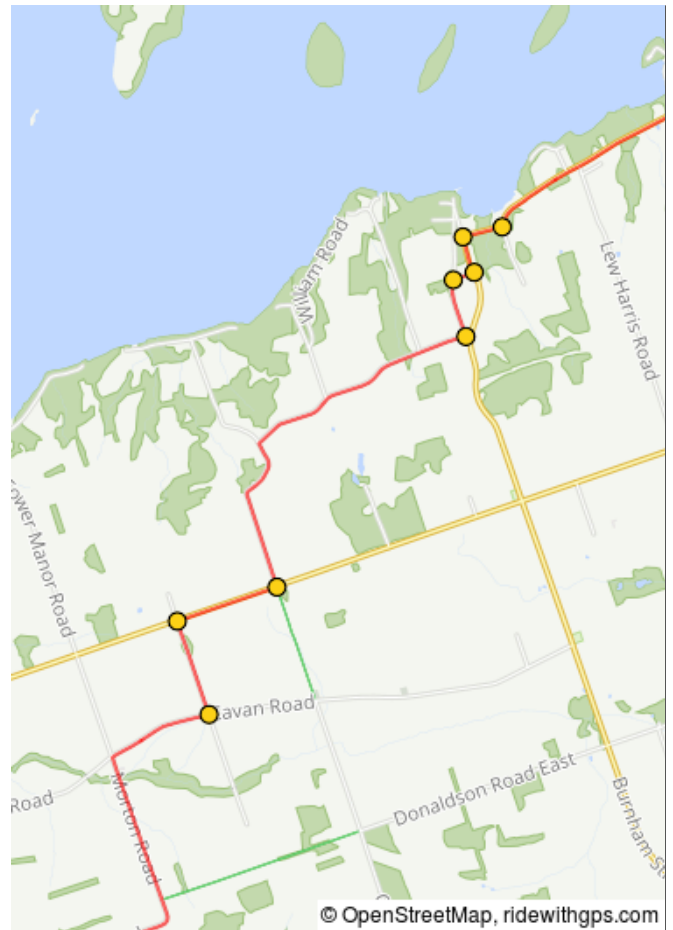 William Road
Lew Harris Road
ower Manor Road
Cavan Road
Road
Morton Road
Donaldson Road East
Burnham St
© OpenStreetMap, ridewithgps.com